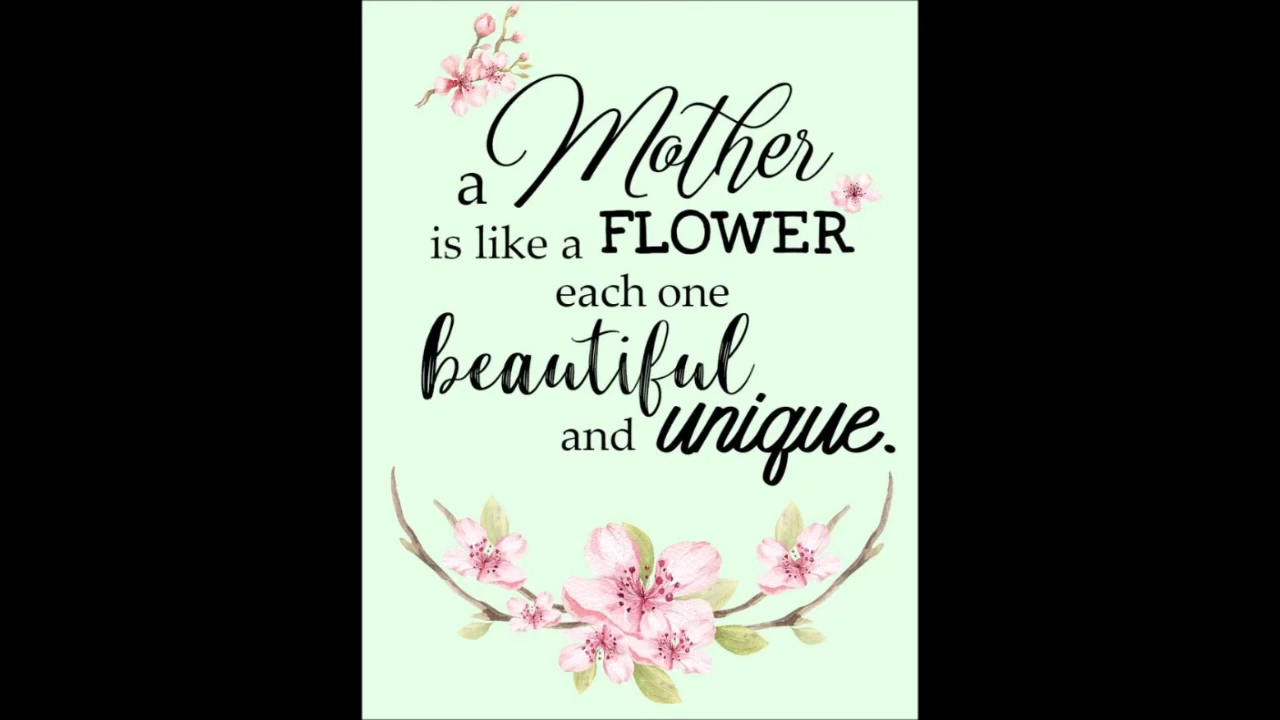 a Mother
is like a FLOWER
each one
beautiful
and unique.